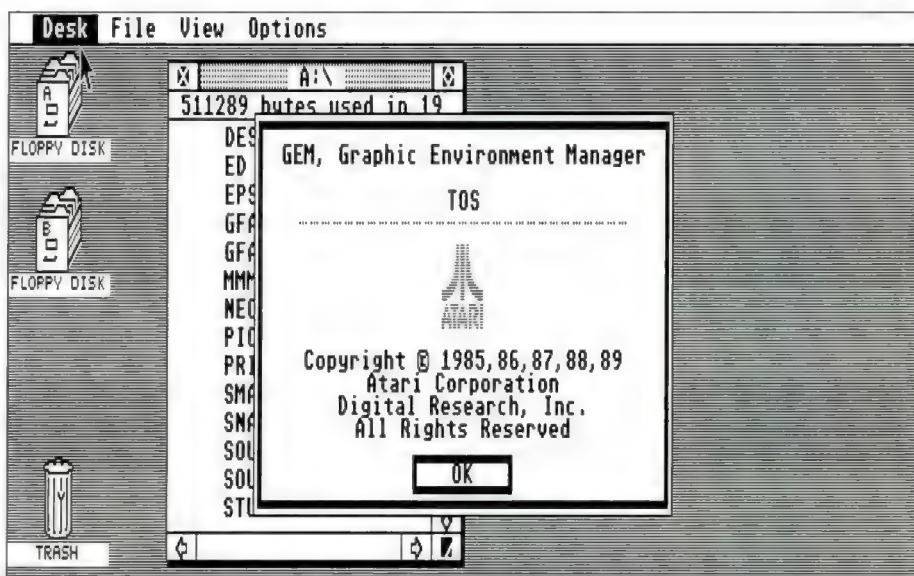 Desk File View Options
A:\
511289 bytes used in 19
A
FLOPPY DISK
B
FLOPPY DISK
TRASH
DES
ED
EPS
GFA
GFA
MMM
NEO
PIC
PRI
SMA
SNA
SOU
SOU
STU
GEM, Graphic Environment Manager
TOS
ATARI
Copyright © 1985,86,87,88,89
Atari Corporation
Digital Research, Inc.
All Rights Reserved
OK